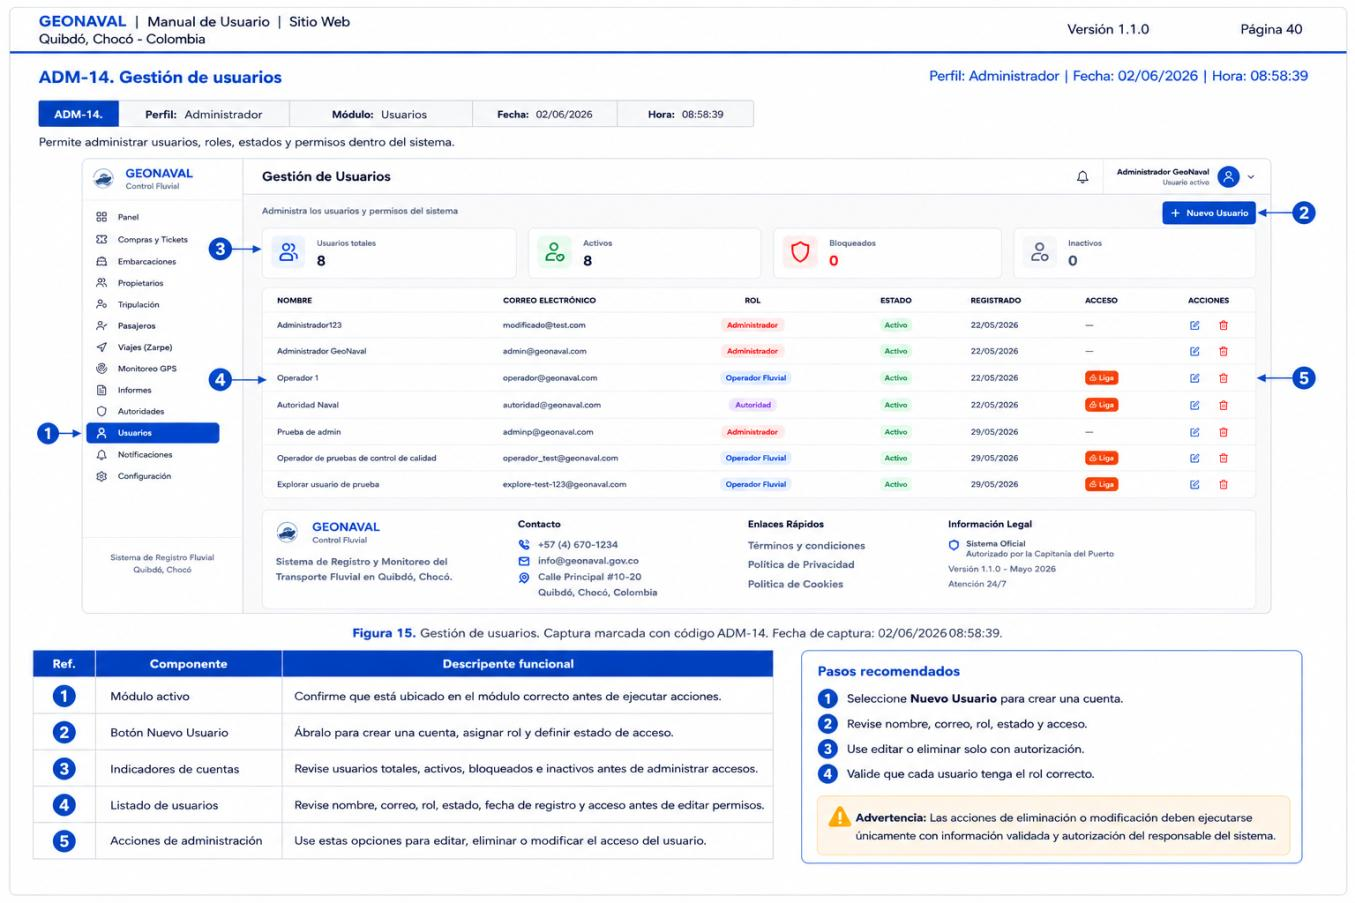 GEONAVAL | Manual de Usuario | Sitio Web
Quibdó, Chocó - Colombia
Versión 1.1.0
Página 40
ADM-14. Gestión de usuarios
Perfil: Administrador | Fecha: 02/06/2026 | Hora: 08:58:39
ADM-14. Perfil: Administrador Módulo: Usuarios Fecha: 02/06/2026 Hora: 08:58:39
Permite administrar usuarios, roles, estados y permisos dentro del sistema.
GEONAVAL
Control Fluvial
Panel
Compras y Tickets
Embarcaciones
Propietarios
Tripulación
Pasajeros
Viajes (Zarpe)
Monitoreo GPS
Informes
Autoridades
1
Usuarios
Notificaciones
Configuración
Sistema de Registro Fluvial
Quibdó, Chocó
Gestión de Usuarios
Administrador GeoNaval
Usuario activo
Administra los usuarios y permisos del sistema
+ Nuevo Usuario
2
3
Usuarios totales
8
Activos
8
Bloqueados
0
Inactivos
0
NOMBRE CORREO ELECTRÓNICO ROL ESTADO REGISTRADO ACCESO ACCIONES
Administrador123 modificado@test.com Administrador Activo 22/05/2026 —
Administrador GeoNaval admin@geonaval.com Administrador Activo 22/05/2026 —
4
Operador 1 operador@geonaval.com Operador Fluvial Activo 22/05/2026 Liga
5
Autoridad Naval autoridad@geonaval.com Autoridad Activo 22/05/2026 Liga
Prueba de admin adminp@geonaval.com Administrador Activo 29/05/2026 —
Operador de pruebas de control de calidad operador_test@geonaval.com Operador Fluvial Activo 29/05/2026 Liga
Explorar usuario de prueba explore-test-123@geonaval.com Operador Fluvial Activo 29/05/2026 Liga
GEONAVAL
Control Fluvial
Sistema de Registro y Monitoreo del
Transporte Fluvial en Quibdó, Chocó.
Contacto
+57 (4) 670-1234
info@geonaval.gov.co
Calle Principal #10-20
Quibdó, Chocó, Colombia
Enlaces Rápidos
Términos y condiciones
Política de Privacidad
Politica de Cookies
Información Legal
Sistema Oficial
Autorizado por la Capitanía del Puerto
Versión 1.1.0 - Mayo 2026
Atención 24/7
Figura 15. Gestión de usuarios. Captura marcada con código ADM-14. Fecha de captura: 02/06/2026 08:58:39.
Ref. Componente Descripente funcional
1 Módulo activo Confirme que está ubicado en el módulo correcto antes de ejecutar acciones.
2 Botón Nuevo Usuario Ábralo para crear una cuenta, asignar rol y definir estado de acceso.
3 Indicadores de cuentas Revise usuarios totales, activos, bloqueados e inactivos antes de administrar accesos.
4 Listado de usuarios Revise nombre, correo, rol, estado, fecha de registro y acceso antes de editar permisos.
5 Acciones de administración Use estas opciones para editar, eliminar o modificar el acceso del usuario.
Pasos recomendados
1 Seleccione Nuevo Usuario para crear una cuenta.
2 Revise nombre, correo, rol, estado y acceso.
3 Use editar o eliminar solo con autorización.
4 Valide que cada usuario tenga el rol correcto.
Advertencia: Las acciones de eliminación o modificación deben ejecutarse
únicamente con información validada y autorización del responsable del sistema.